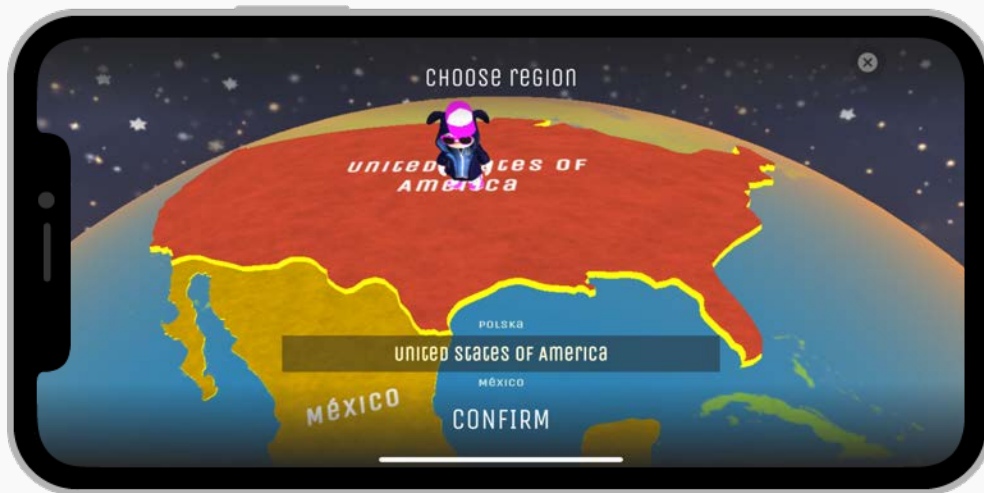 CHOOSE REGION
UNITED STATES OF
AMERICA
POLSKA
UNITED STATES OF AMERICA
MÉXICO
MÉXICO
CONFIRM